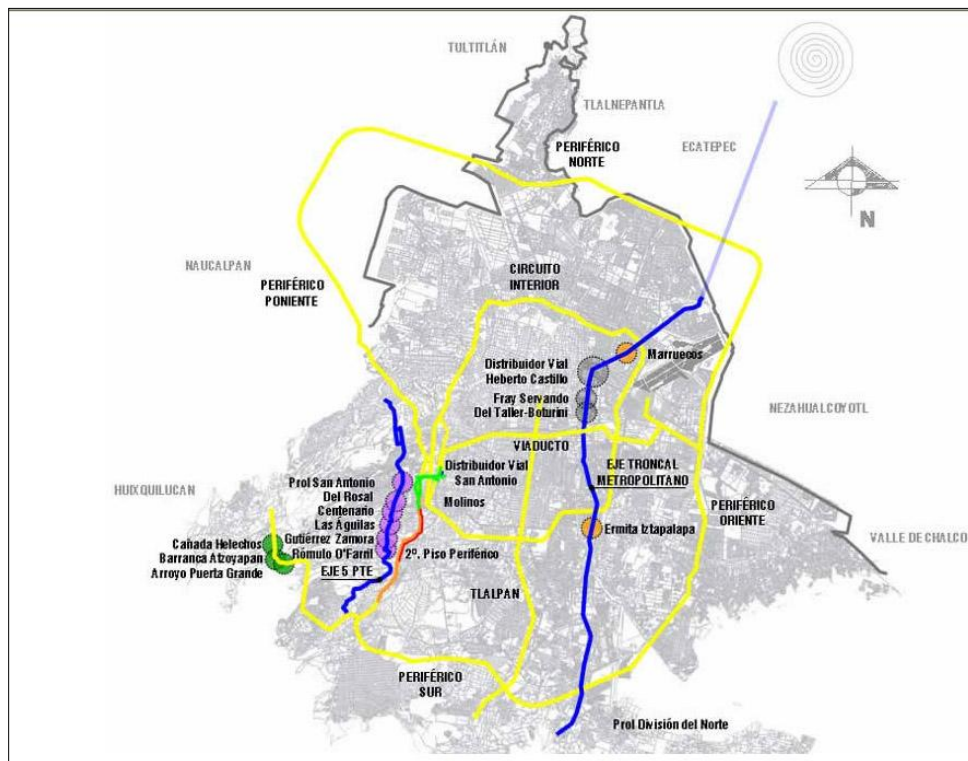 TULTITLÁN
TLALNEPANTLA
ECATEPEC
PERIFÉRICO
NORTE
N
NAUCALPAN
PERIFÉRICO
PONIENTE
CIRCUITO
INTERIOR
Marruecos
Distribuidor Vial
Heberto Castillo
Fray Servando
Del Taller-Boturini
NEZAHUALCOYOTL
VIADUCTO
Distribuidor Vial
San Antonio
EJE TRONCAL
METROPOLITANO
HUIXQUILUCAN
Prol San Antonio
Del Rosal
Centenario
Las Águilas
Gutiérrez Zamora
Rómulo O'Farril
EJE 5 PTE
Molinos
2º. Piso Periférico
PERIFÉRICO
ORIENTE
Ermita Iztapalapa
VALLE DE CHALCO
Cañada Helechos
Barranca Atzoyapan
Arroyo Puerta Grande
TLALPAN
PERIFÉRICO
SUR
Prol División del Norte